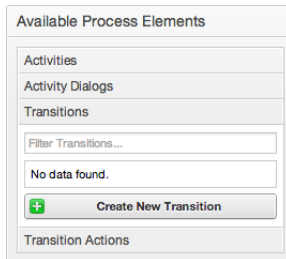 Available Process Elements
Activities
Activity Dialogs
Transitions
Filter Transitions...
No data found.
Create New Transition
Transition Actions